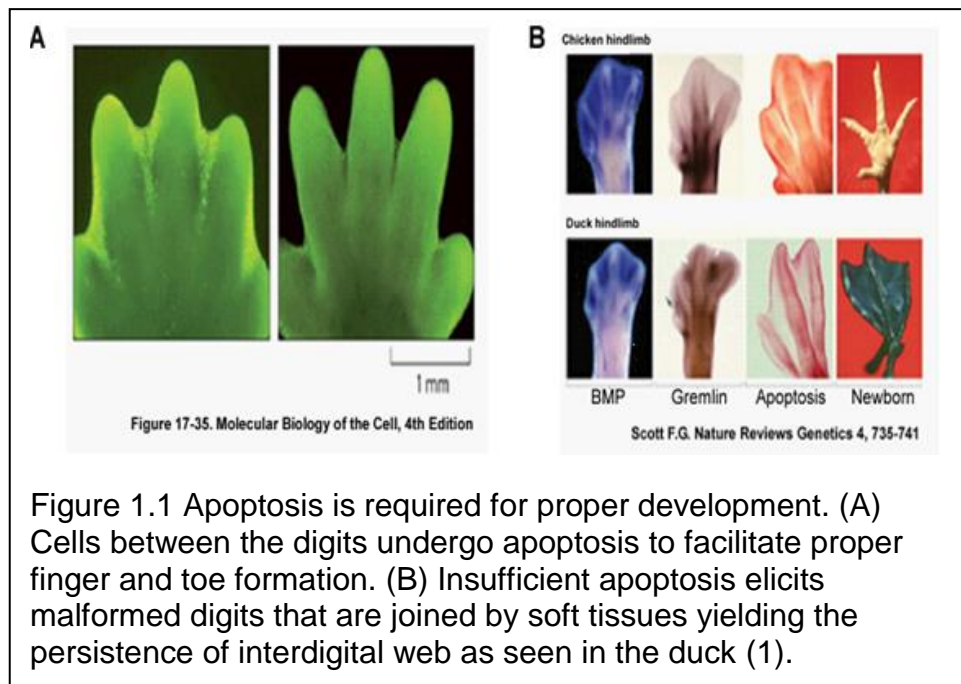 A
1 mm
Figure 17-35. Molecular Biology of the Cell, 4th Edition
B
Chicken hindlimb
Duck hindlimb
BMP Gremlin Apoptosis Newborn
Scott F.G. Nature Reviews Genetics 4, 735-741
Figure 1.1 Apoptosis is required for proper development. (A)
Cells between the digits undergo apoptosis to facilitate proper
finger and toe formation. (B) Insufficient apoptosis elicits
malformed digits that are joined by soft tissues yielding the
persistence of interdigital web as seen in the duck (1).